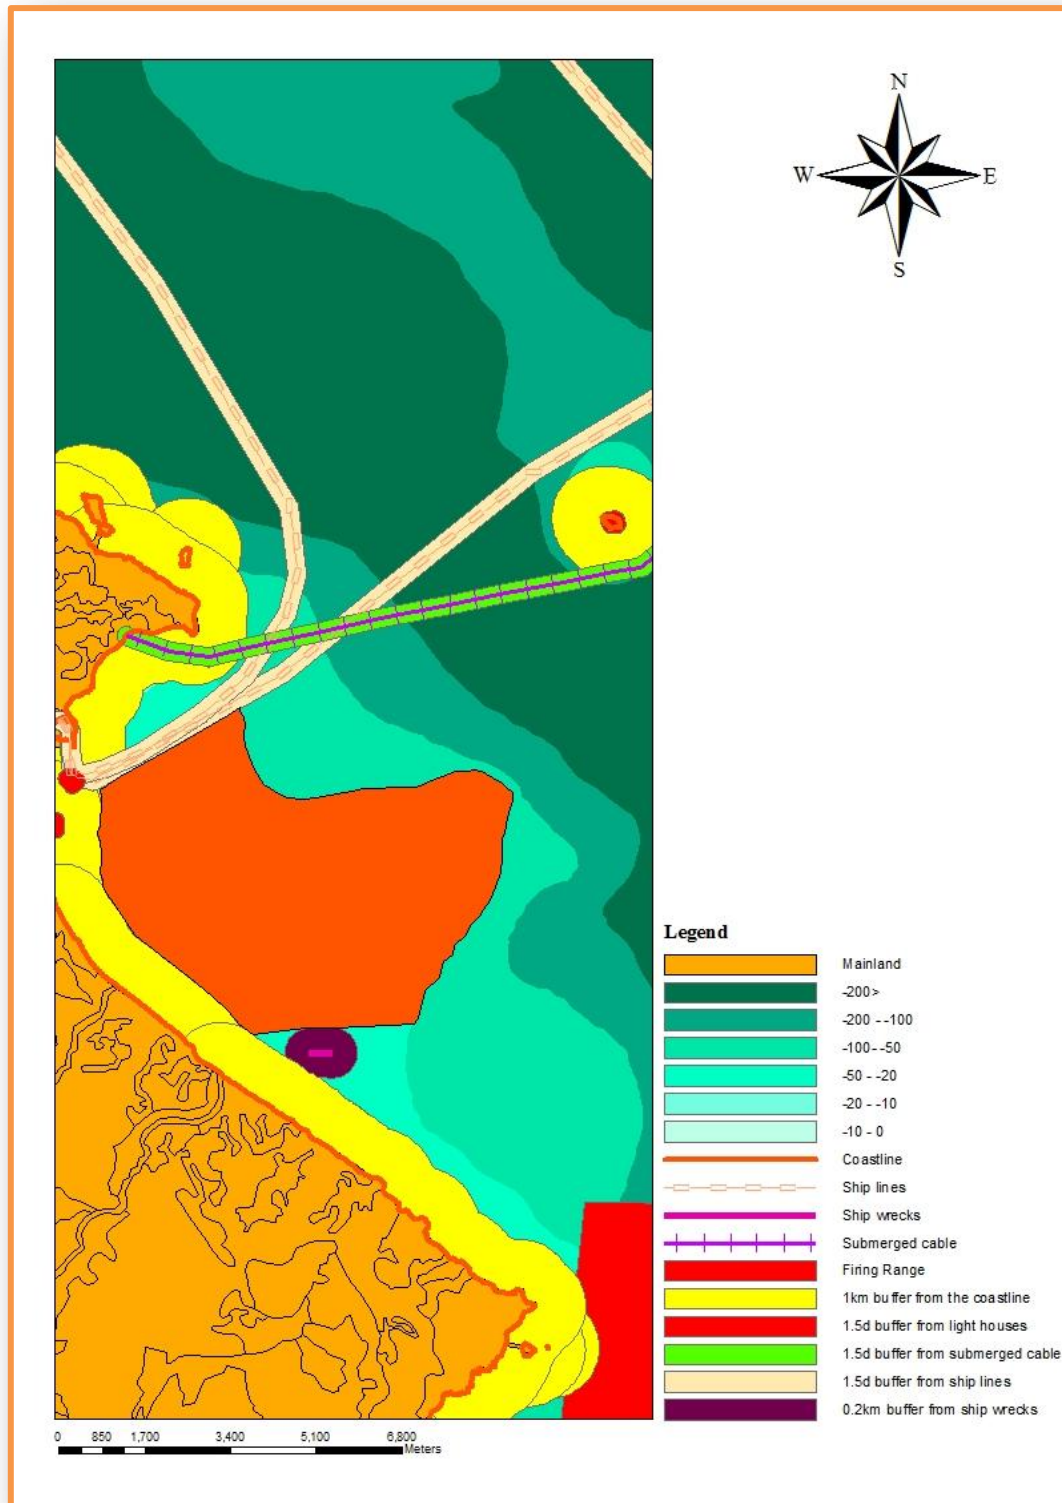 N
W E
S
Legend
Mainland
-200>
-200 - -100
-100--50
-50 - -20
-20 - -10
-10 - 0
Coastline
Ship lines
Ship wrecks
Submerged cable
Firing Range
1km buffer from the coastline
1.5d buffer from light houses
1.5d buffer from submerged cable
1.5d buffer from ship lines
0.2km buffer from ship wrecks
0 850 1,700 3,400 5,100 6,800
Meters